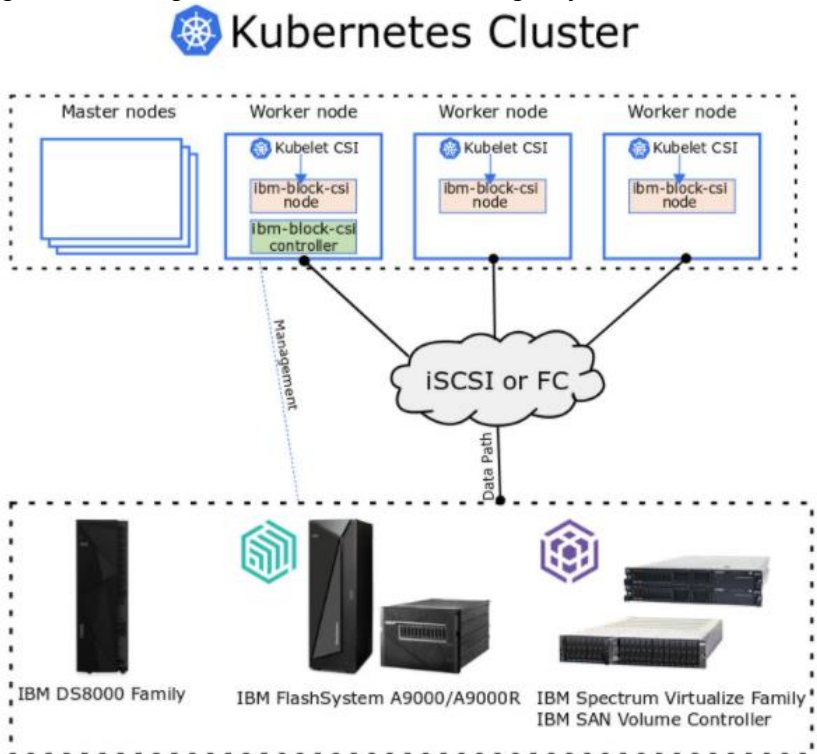 Kubernetes Cluster
Master nodes
Worker node
Worker node
Worker node
Kubelet CSI
Kubelet CSI
Kubelet CSI
ibm-block-csi
node
ibm-block-csi
node
ibm-block-csi
node
ibm-block-csi
controller
Management
iSCSI or FC
Data Path
IBM DS8000 Family
IBM FlashSystem A9000/A9000R
IBM Spectrum Virtualize Family
IBM SAN Volume Controller